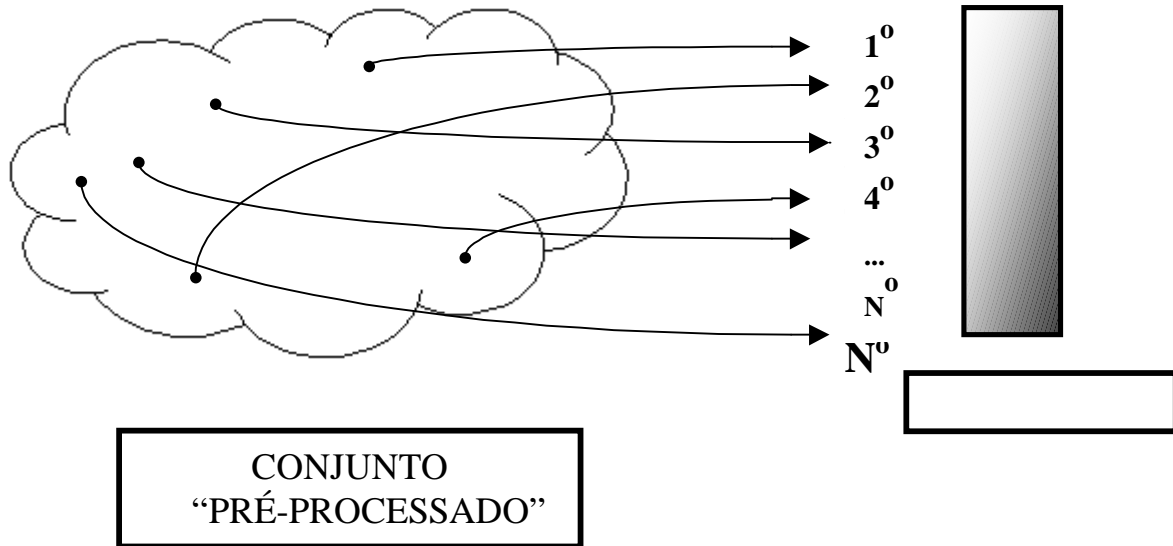 1º
2º
3º
4º
...
Nº
Nº
CONJUNTO
“PRÉ-PROCESSADO”